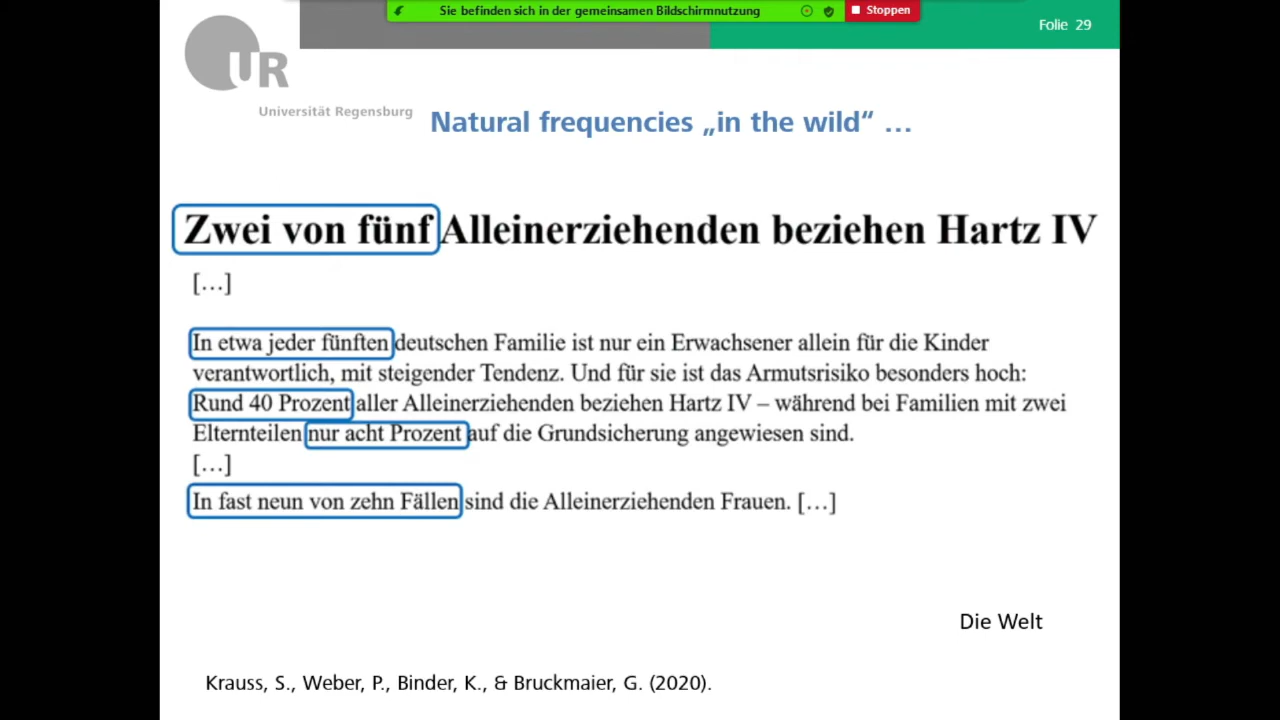 Sie befinden sich in der gemeinsamen Bildschirmnutzung
Stoppen
Folie 29
UR
Universität Regensburg
Natural frequencies „in the wild“ …
Zwei von fünf Alleinerziehenden beziehen Hartz IV
[…]
In etwa jeder fünften deutschen Familie ist nur ein Erwachsener allein für die Kinder
verantwortlich, mit steigender Tendenz. Und für sie ist das Armutsrisiko besonders hoch:
Rund 40 Prozent aller Alleinerziehenden beziehen Hartz IV – während bei Familien mit zwei
Elternteilen nur acht Prozent auf die Grundsicherung angewiesen sind.
[…]
In fast neun von zehn Fällen sind die Alleinerziehenden Frauen. […]
Die Welt
Krauss, S., Weber, P., Binder, K., & Bruckmaier, G. (2020).